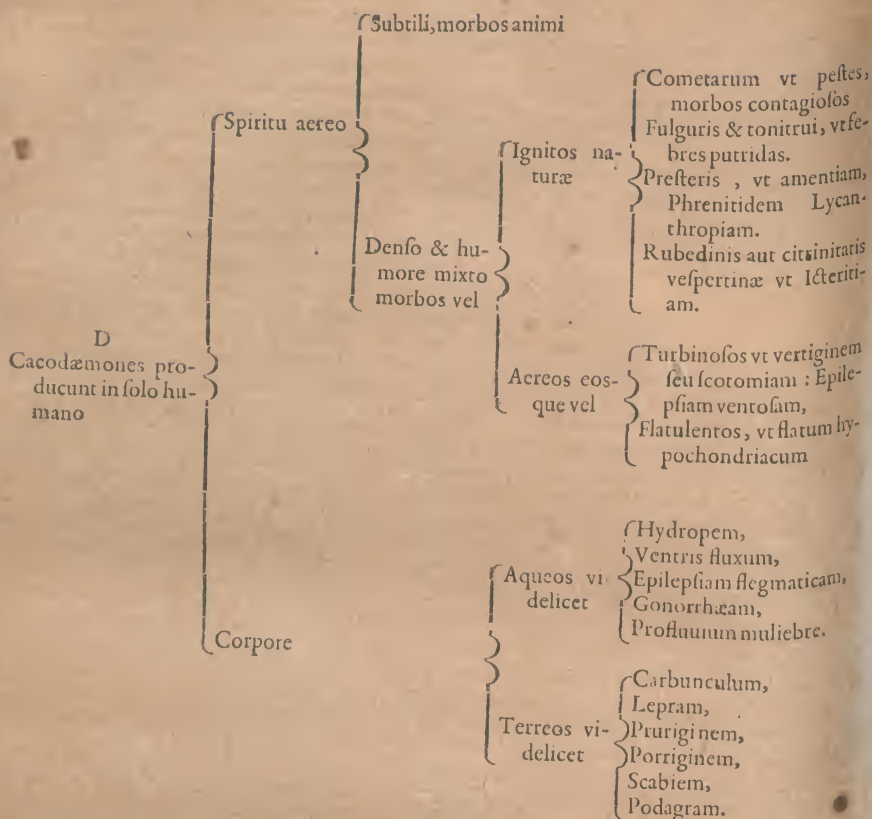 D
Cacodæmones pro-
ducunt in ſolo hu-
mano
Spiritu aereo
Subtili, morbos animi
Denſo & hu-
more mixto
morbos vel
Ignitos na-
turæ
Cometarum vt peſtes,
morbos contagioſos
Fulguris & tonitrui, vt fe-
bres putridas.
Preſteris , vt amentiam,
Phrenitidem Lycan-
thropiam.
Rubedinis aut citrinitatis
veſpertinæ vt Icteriti-
am.
Aereos eos-
que vel
Turbinoſos vt vertiginem
ſeu ſcotomiam : Epile-
pſiam ventoſam,
Flatulentos, vt flatum hy-
pochondriacum
Corpore
Aqueos vi
delicet
Hydropem,
Ventris fluxum,
Epilepſiam flegmaticam,
Gonorrhæam,
Profluuium muliebre.
Terreos vi-
delicet
Carbunculum,
Lepram,
Pruriginem,
Porriginem,
Scabiem,
Podagram.